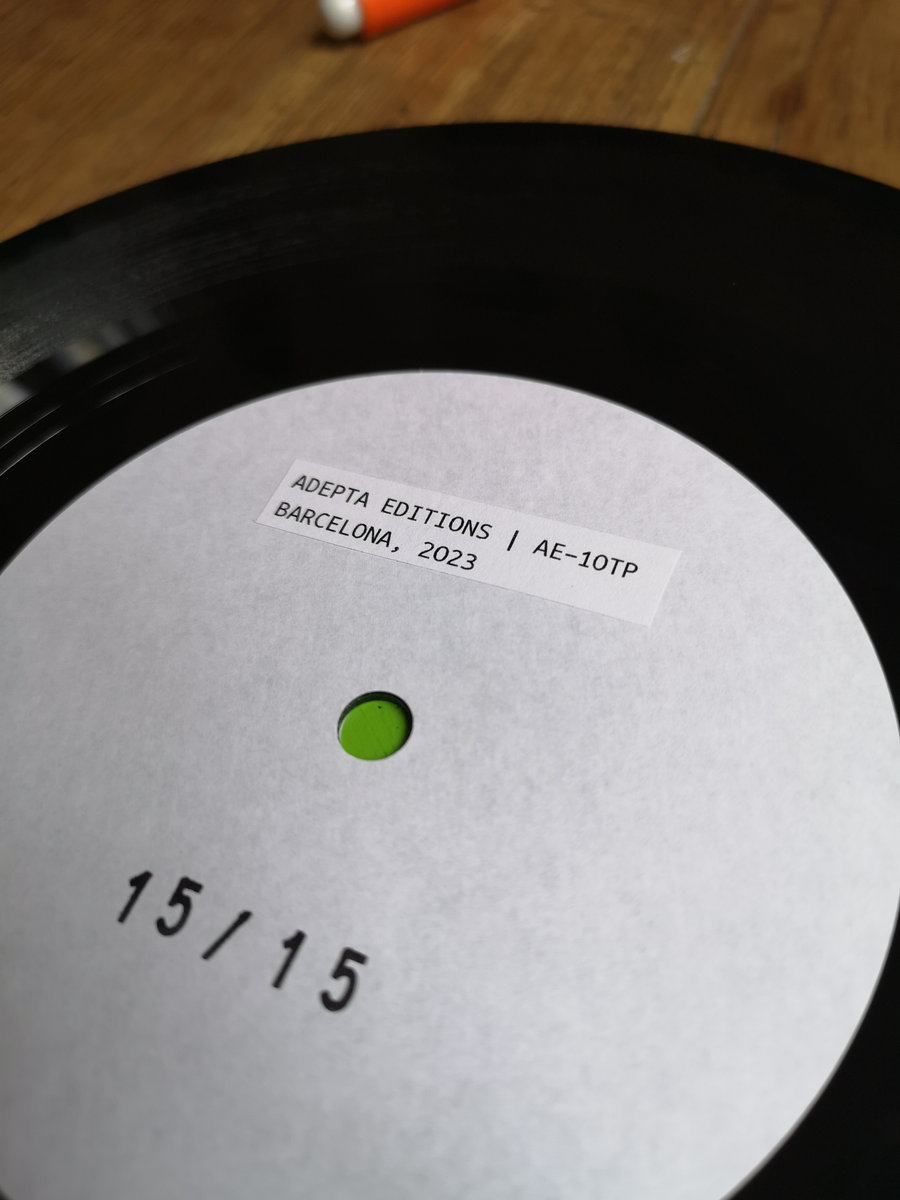 ADEPTA EDITIONS | AE-10TP
BARCELONA, 2023
15/15